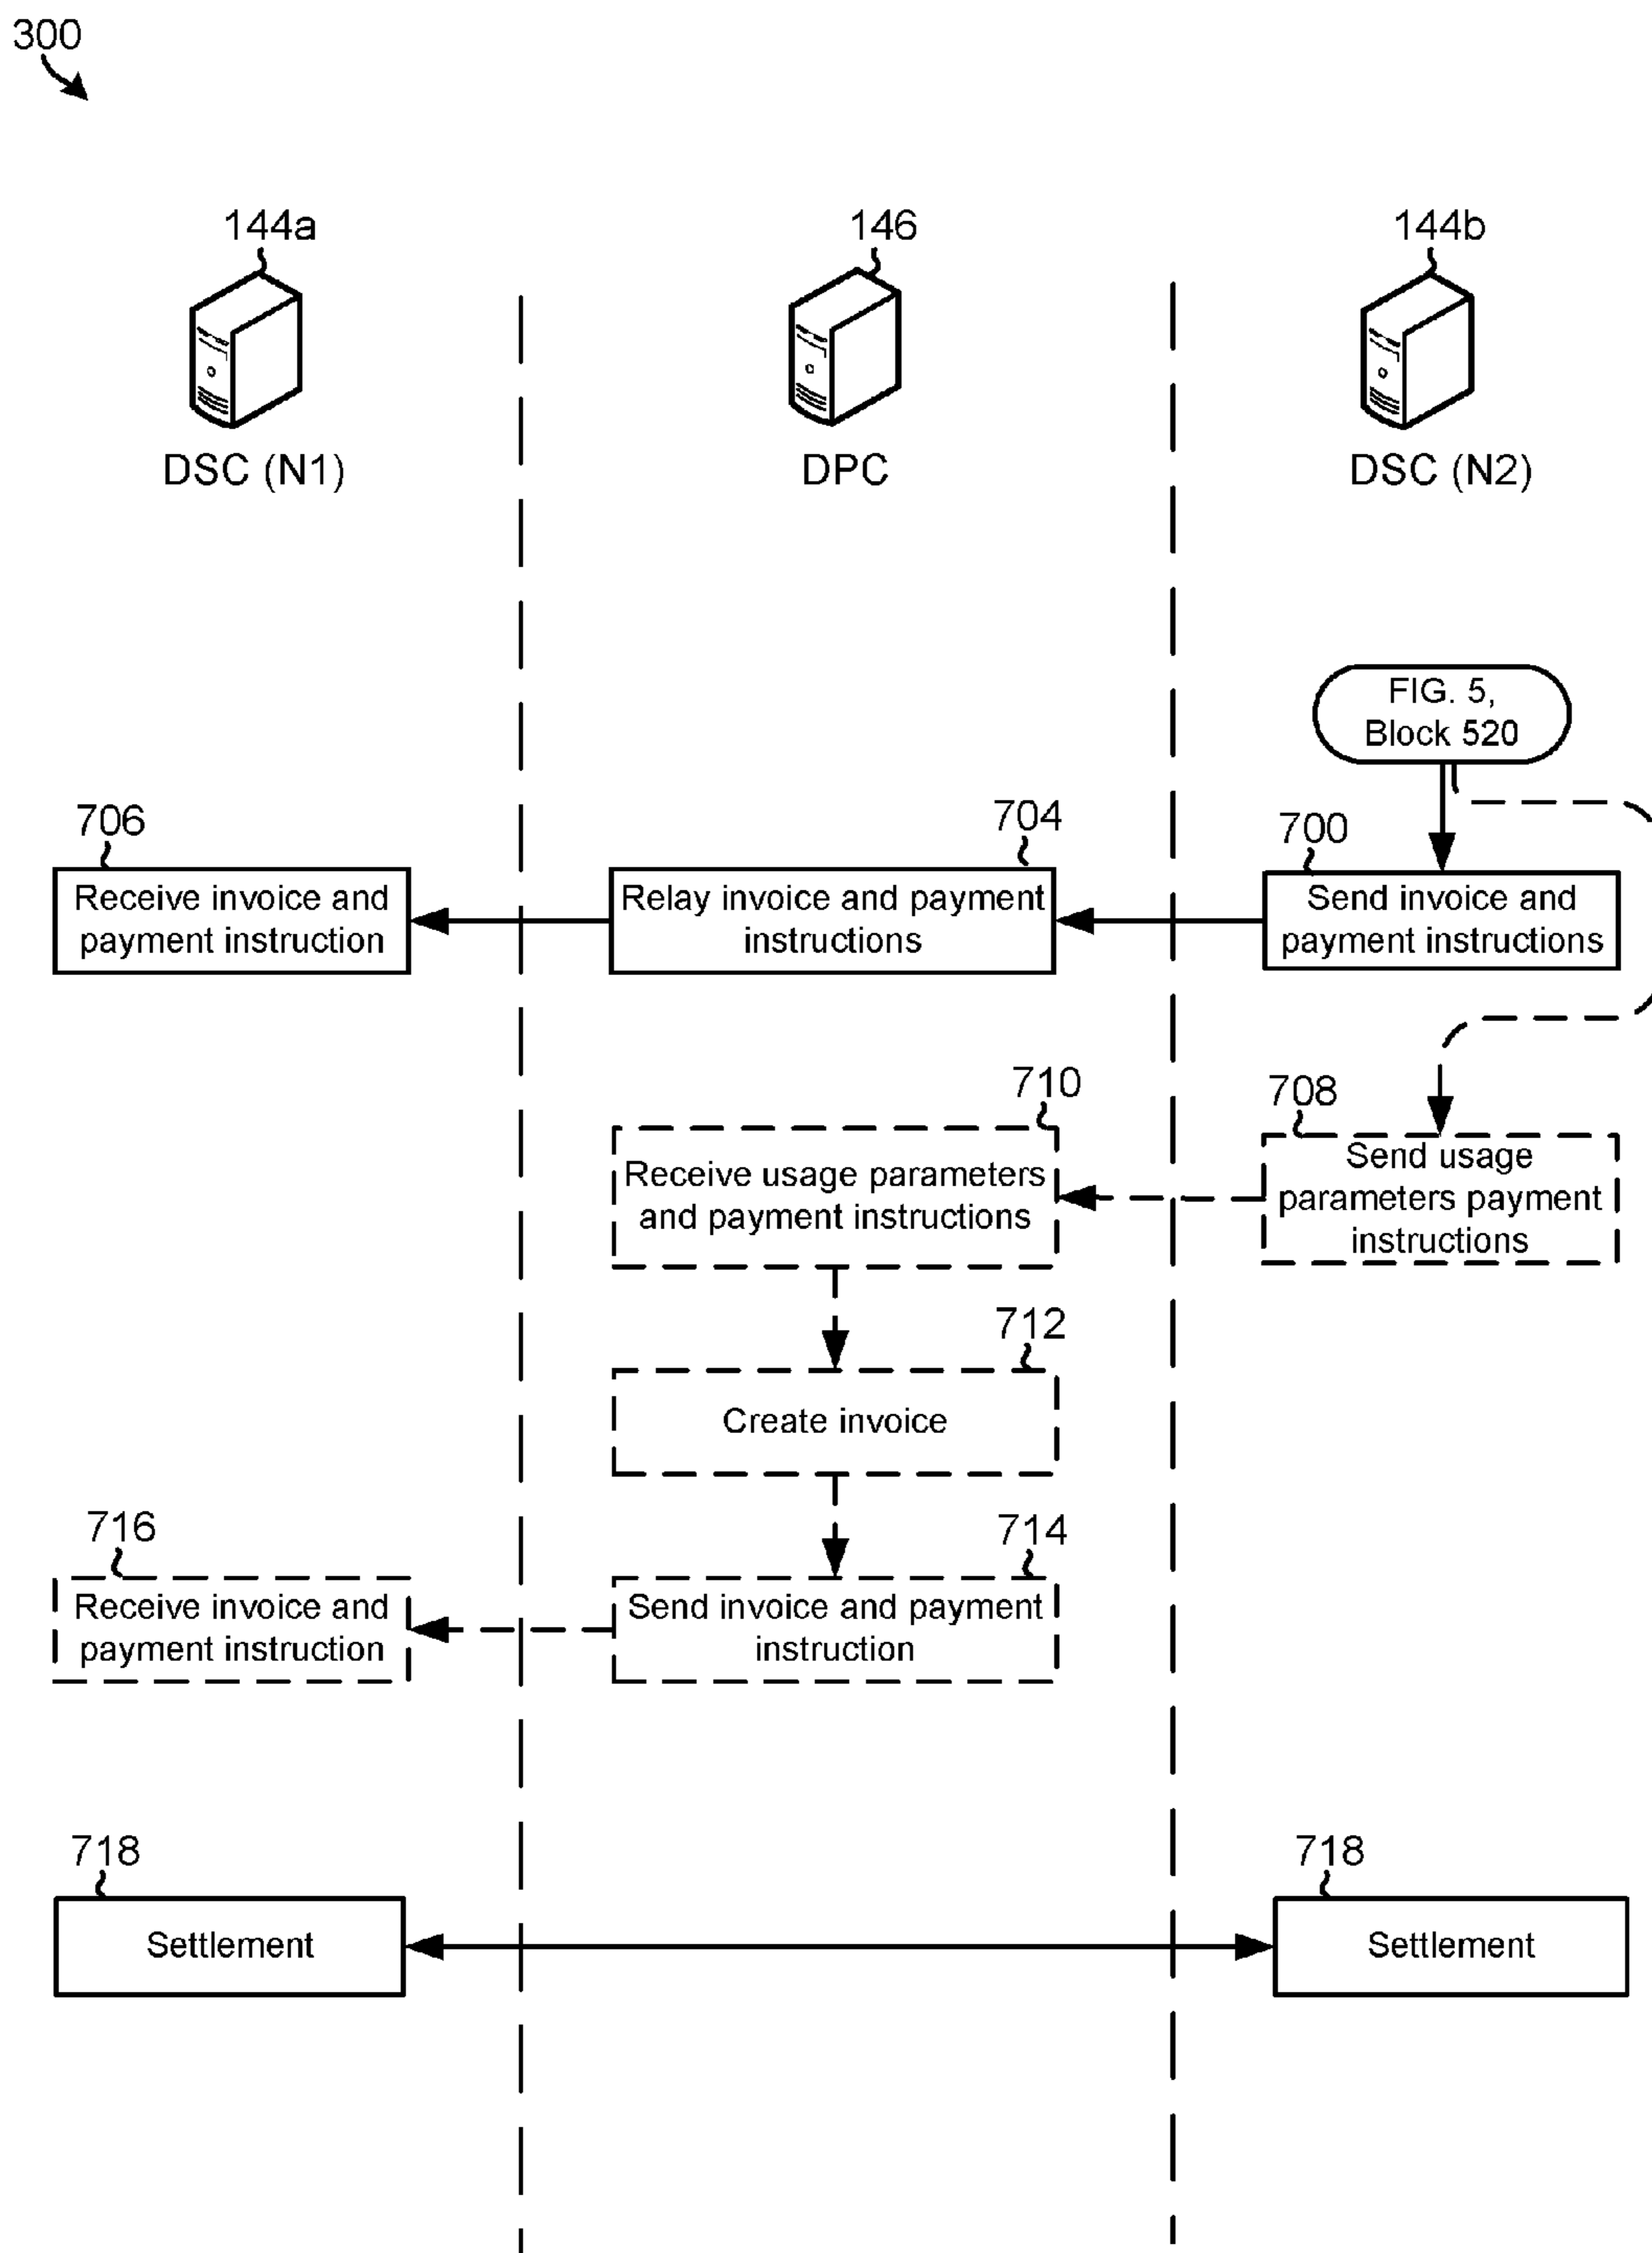 300
144a
146
144b
DSC (N1)
DPC
DSC (N2)
FIG. 5,
Block 520
706
704
700
Receive invoice and
payment instruction
Relay invoice and payment
instructions
Send invoice and
payment instructions
710
708
Receive usage parameters
and payment instructions
Send usage
parameters payment
instructions
712
Create invoice
716
714
Receive invoice and
payment instruction
Send invoice and payment
instruction
718
718
Settlement
Settlement